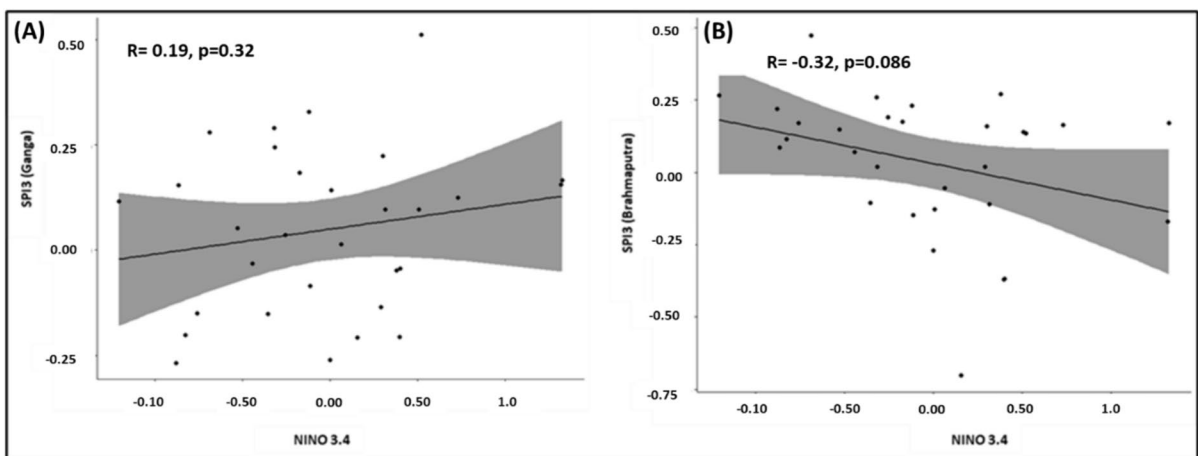 (A)
R= 0.19, p=0.32
SPI3 (Ganga)
0.50
0.25
0.00
-0.25
-0.10 -0.50 0.00 0.50 1.0
NINO 3.4
(B)
R= -0.32, p=0.086
SPI3 (Brahmaputra)
0.50
0.25
0.00
-0.25
-0.50
-0.75
-0.10 -0.50 0.00 0.50 1.0
NINO 3.4